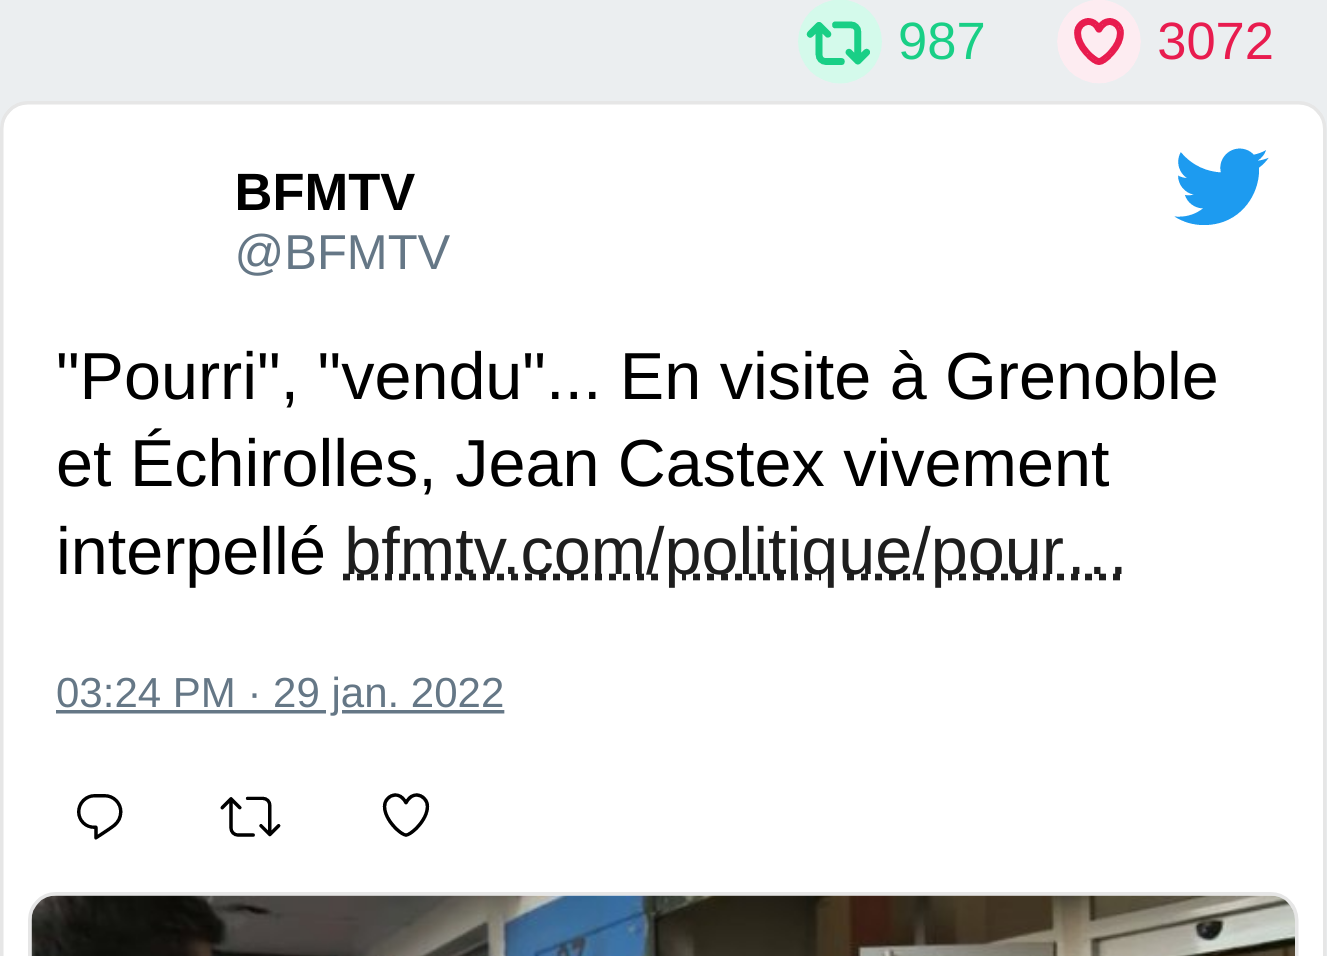 987 3072
BFMTV
@BFMTV
"Pourri", "vendu"... En visite à Grenoble
et Échirolles, Jean Castex vivement
interpellé bfmtv.com/politique/pour...
03:24 PM · 29 jan. 2022